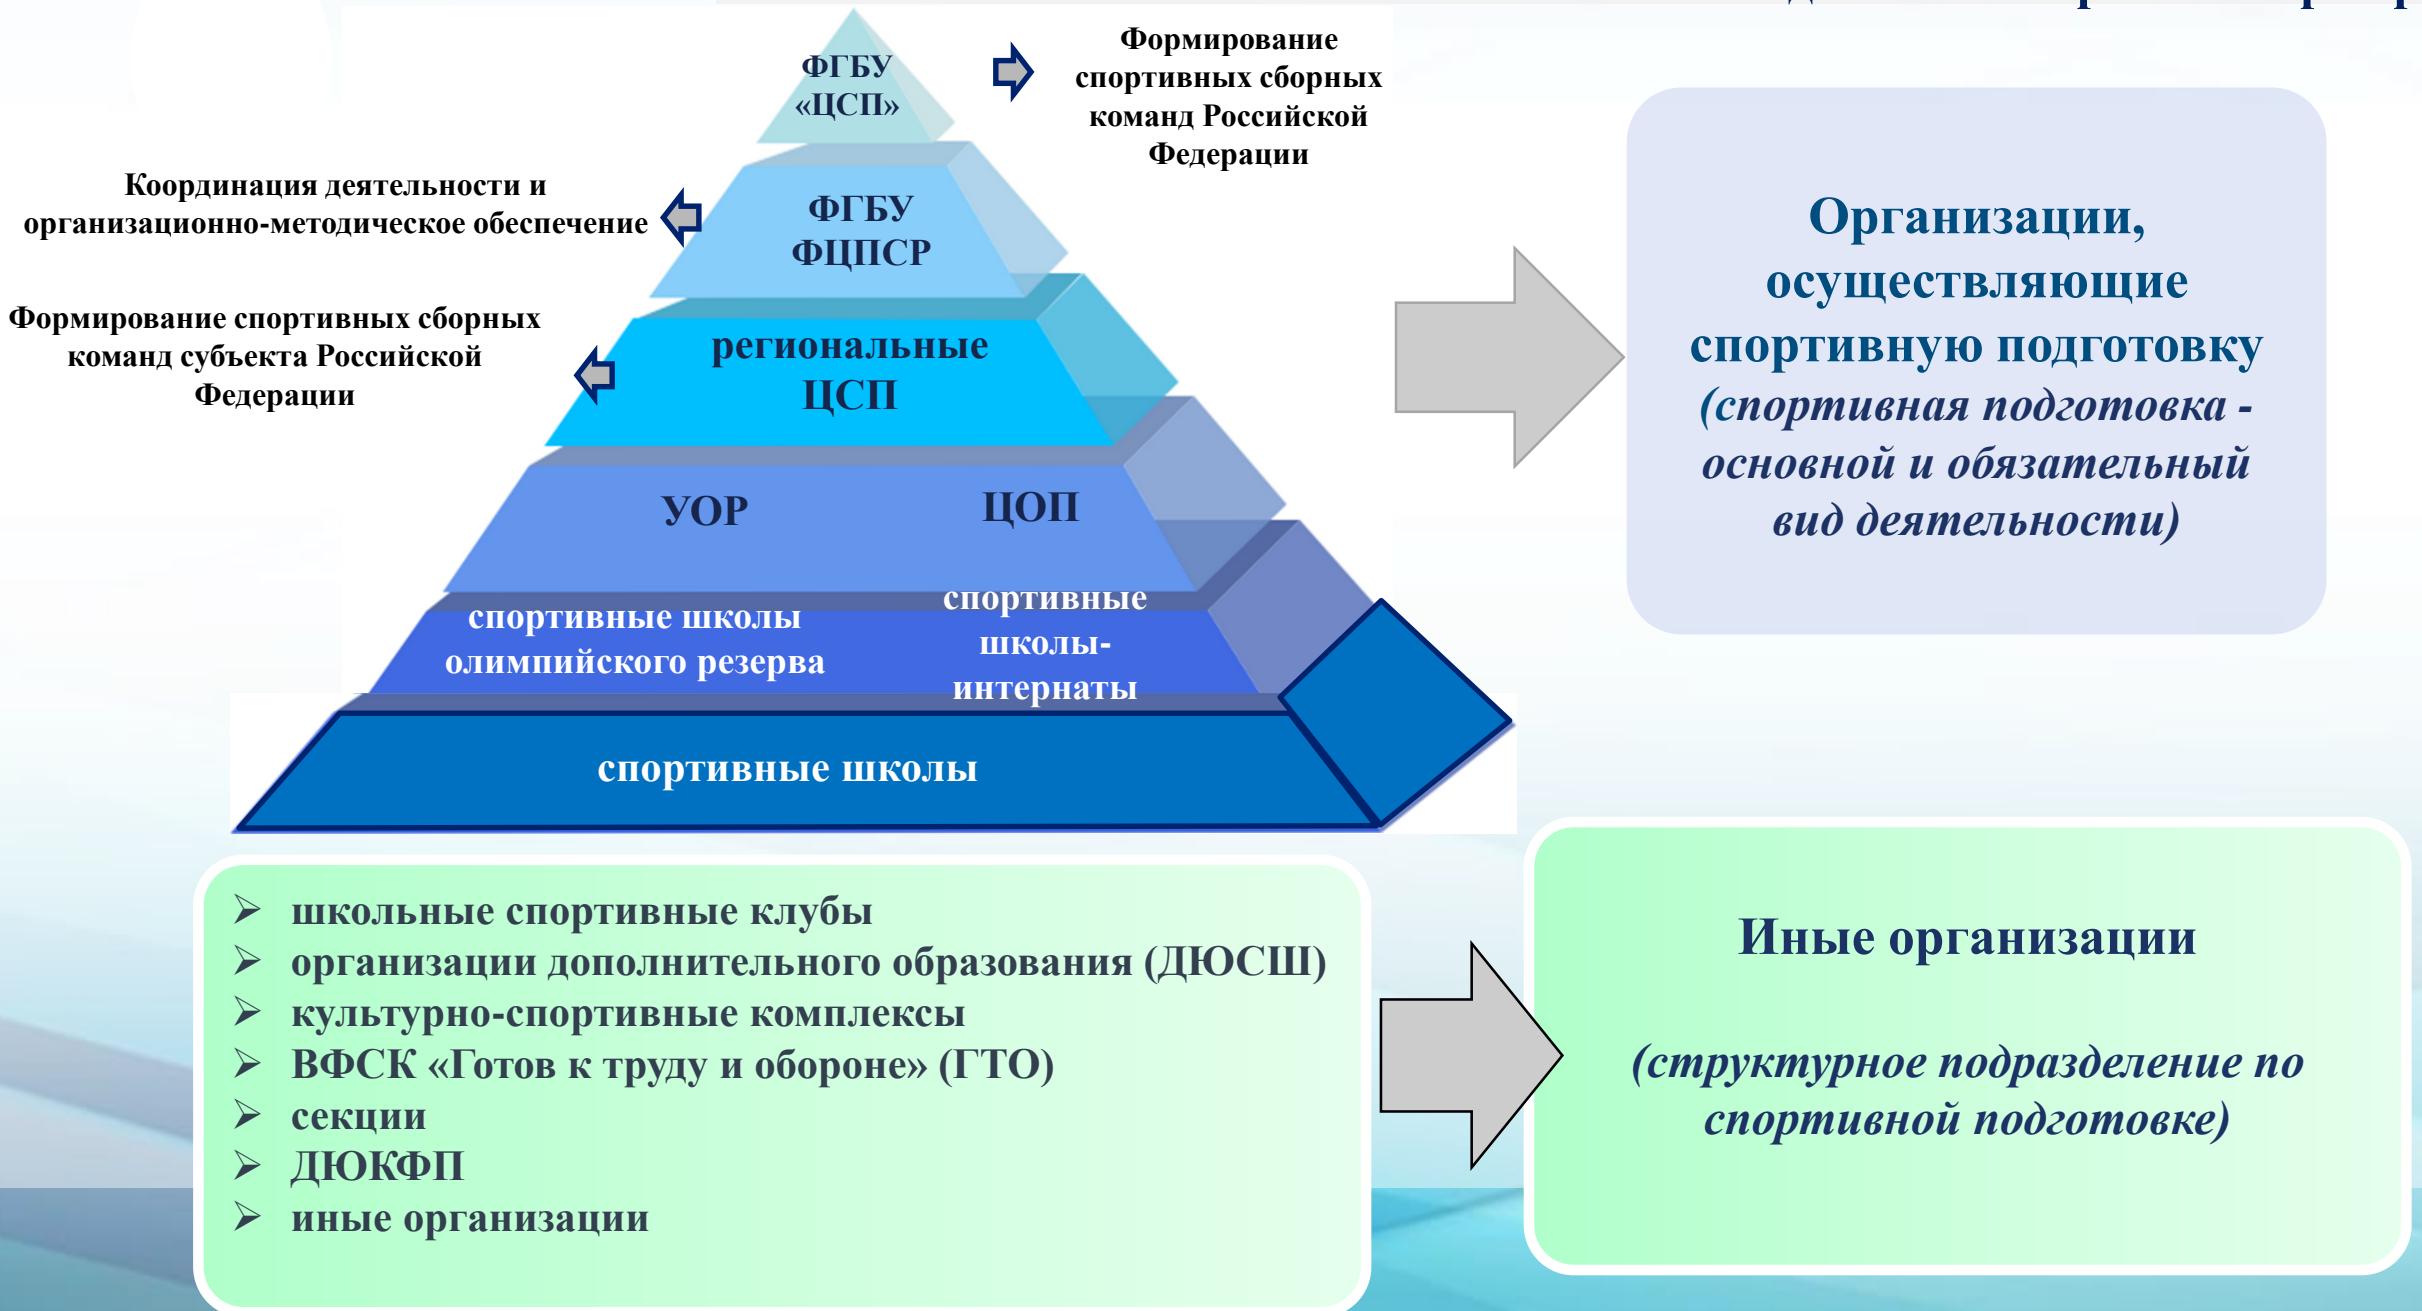 Формирование
спортивных сборных
команд Российской
Федерации
ФГБУ
«ЦСП»
Координация деятельности и
организационно-методическое обеспечение
ФГБУ
ФЦПСР
Формирование спортивных сборных
команд субъекта Российской
Федерации
региональные
ЦСП
УОР
ЦОП
спортивные школы
олимпийского резерва
спортивные
школы-
интернаты
спортивные школы
Организации,
осуществляющие
спортивную подготовку
(спортивная подготовка -
основной и обязательный
вид деятельности)
школьные спортивные клубы
организации дополнительного образования (ДЮСШ)
культурно-спортивные комплексы
ВФСК «Готов к труду и обороне» (ГТО)
секции
ДЮКФП
иные организации
Иные организации
(структурное подразделение по
спортивной подготовке)